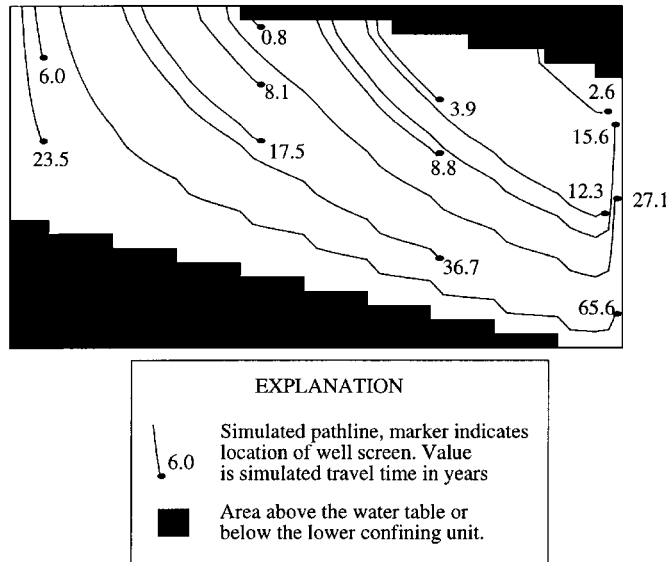 0.8
6.0
8.1
2.6
3.9
15.6
23.5
17.5
8.8
12.3
27.1
36.7
65.6
EXPLANATION
6.0
Simulated pathline, marker indicates
location of well screen. Value
is simulated travel time in years
Area above the water table or
below the lower confining unit.